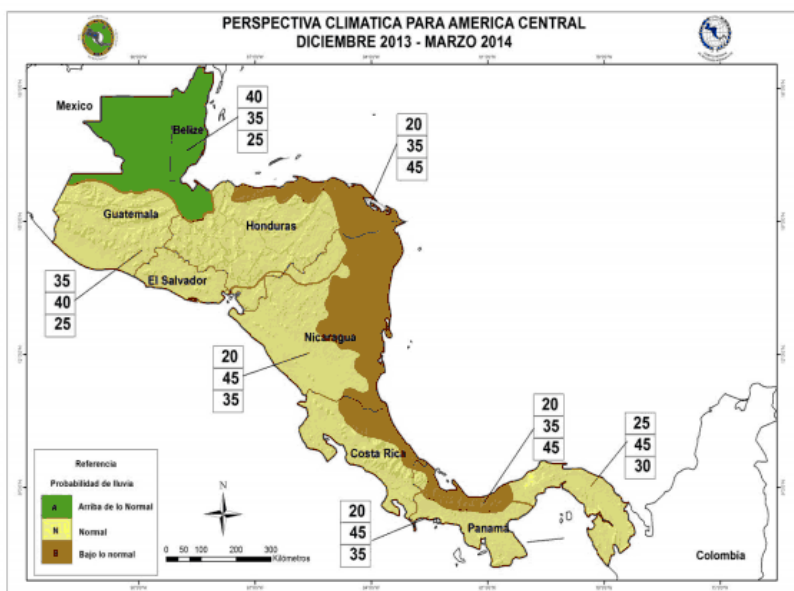 PERSPECTIVA CLIMATICA PARA AMERICA CENTRAL
DICIEMBRE 2013 - MARZO 2014
Mexico
Belize
40
35
25
20
35
45
Guatemala
Honduras
El Salvador
35
40
25
Nicaragua
20
45
35
Costa Rica
20
35
45
25
45
30
20
45
35
Panamá
Colombia
Referencia
Probabilidad de lluvia
A Arriba de lo Normal
N Normal
B Bajo lo normal
N
0 50 100 200 300
Kilómetros